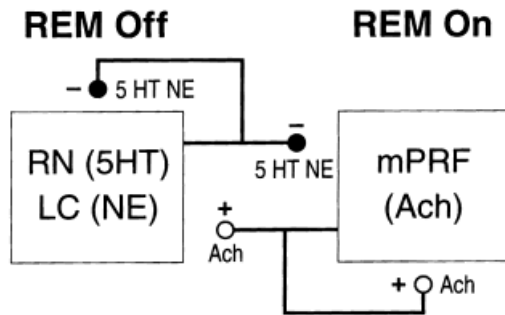 REM Off
REM On
– 5 HT NE
RN (5HT)
LC (NE)
–
5 HT NE
mPRF
(Ach)
+
Ach
+ Ach